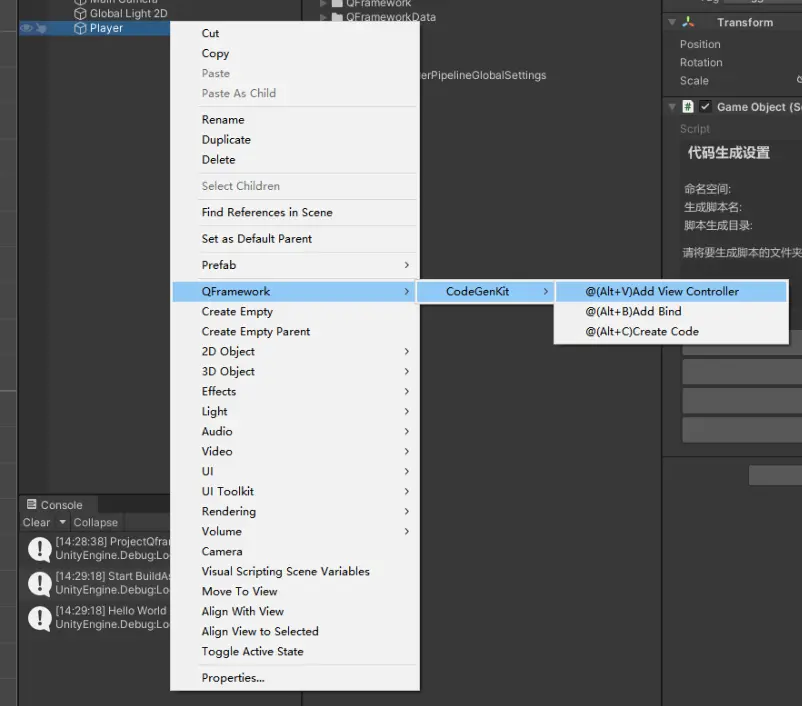 Main Camera
Global Light 2D
Player
QFramework
QFrameworkData
erPipelineGlobalSettings
Cut
Copy
Paste
Paste As Child
Rename
Duplicate
Delete
Select Children
Find References in Scene
Set as Default Parent
Prefab
QFramework
Create Empty
Create Empty Parent
2D Object
3D Object
Effects
Light
Audio
Video
UI
UI Toolkit
Rendering
Volume
Camera
Visual Scripting Scene Variables
Move To View
Align With View
Align View to Selected
Toggle Active State
Properties...
CodeGenKit
@(Alt+V)Add View Controller
@(Alt+B)Add Bind
@(Alt+C)Create Code
Transform
Position
Rotation
Scale
# Game Object (Sc
Script
代码生成设置
命名空间:
生成脚本名:
脚本生成目录:
请将要生成脚本的文件夹
Console
Clear Collapse
[14:28:38] ProjectQfran
UnityEngine.Debug:Lo
[14:29:18] Start BuildAs
UnityEngine.Debug:Lo
[14:29:18] Hello World
UnityEngine.Debug:Lo